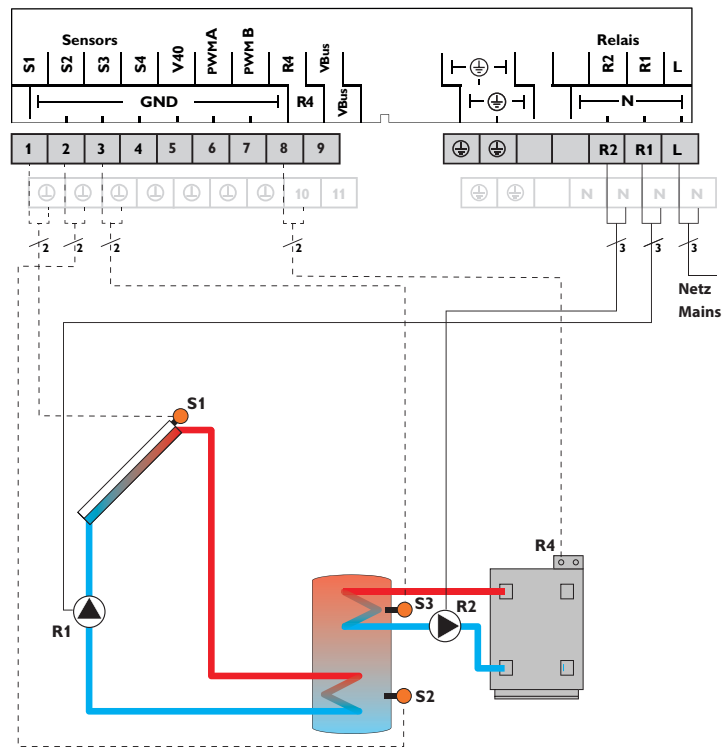 Sensors
Relais
S1 S2 S3 S4 V40 PWM A PWM B R4 VBus
R2 R1 L
GND R4 VBus
N
1 2 3 4 5 6 7 8 9
R2 R1 L
10 11
N N N N
2 2 2 2
3 3 3
Netz
Mains
S1
R4
S3
R2
R1
S2